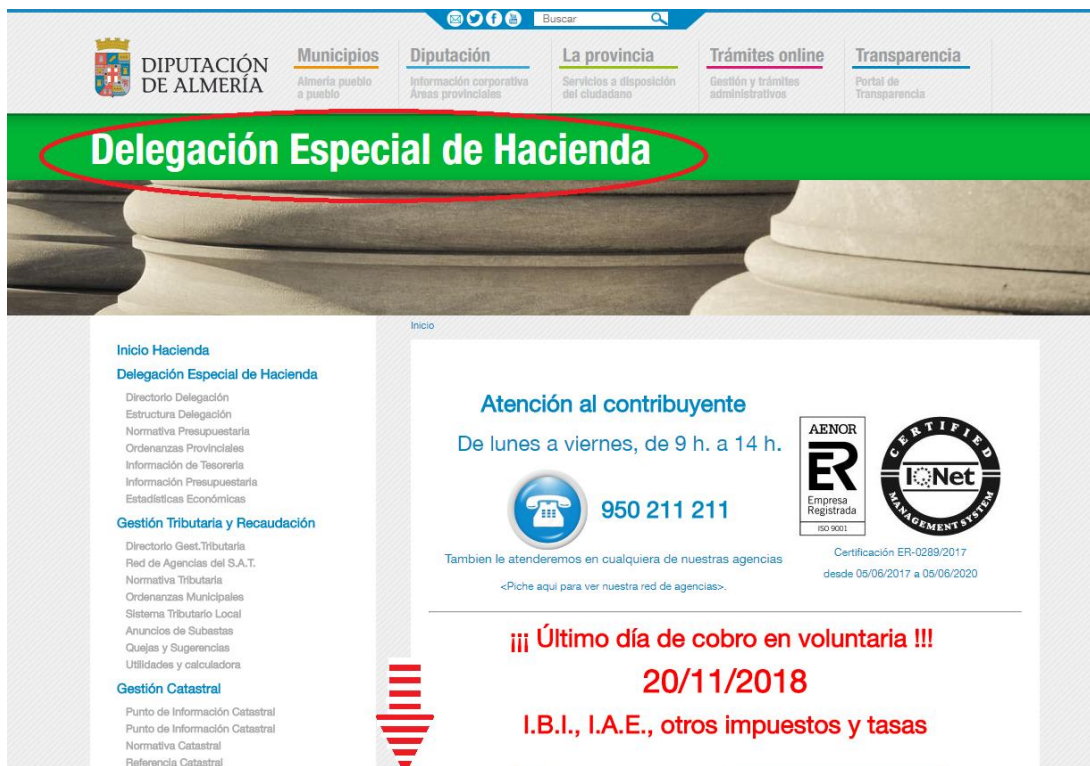 Buscar
DIPUTACIÓN
DE ALMERÍA
Municipios
Almería pueblo
a pueblo
Diputación
Información corporativa
Áreas provinciales
La provincia
Servicios a disposición
del ciudadano
Trámites online
Gestión y trámites
administrativos
Transparencia
Portal de
Transparencia
Delegación Especial de Hacienda
Inicio
Inicio Hacienda
Delegación Especial de Hacienda
Directorio Delegación
Estructura Delegación
Normativa Presupuestaria
Ordenanzas Provinciales
Información de Tesorería
Información Presupuestaria
Estadísticas Económicas
Gestión Tributaria y Recaudación
Directorio Gest.Tributaria
Red de Agencias del S.A.T.
Normativa Tributaria
Ordenanzas Municipales
Sistema Tributario Local
Anuncios de Subastas
Quejas y Sugerencias
Utilidades y calculadora
Gestión Catastral
Punto de Información Catastral
Punto de Información Catastral
Normativa Catastral
Referencia Catastral
Atención al contribuyente
De lunes a viernes, de 9 h. a 14 h.
950 211 211
Tambien le atenderemos en cualquiera de nuestras agencias
<Piche aqui para ver nuestra red de agencias>.
AENOR
ER
Empresa
Registrada
ISO 9001
CERTIFIED
IQNet
MANAGEMENT SYSTEM
Certificación ER-0289/2017
desde 05/06/2017 a 05/06/2020
¡¡¡ Último día de cobro en voluntaria !!!
20/11/2018
I.B.I., I.A.E., otros impuestos y tasas